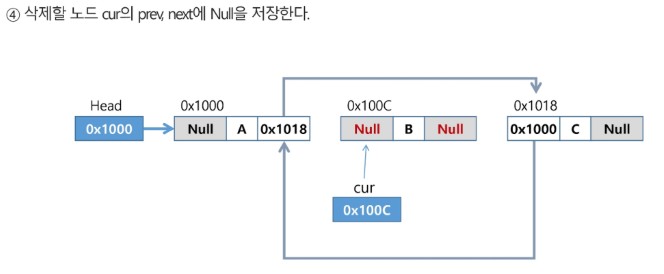 ④ 삭제할 노드 cur의 prev, next에 Null을 저장한다.
Head 0x1000 0x100C 0x1018
0x1000 Null A 0x1018 Null B Null 0x1000 C Null
cur
0x100C